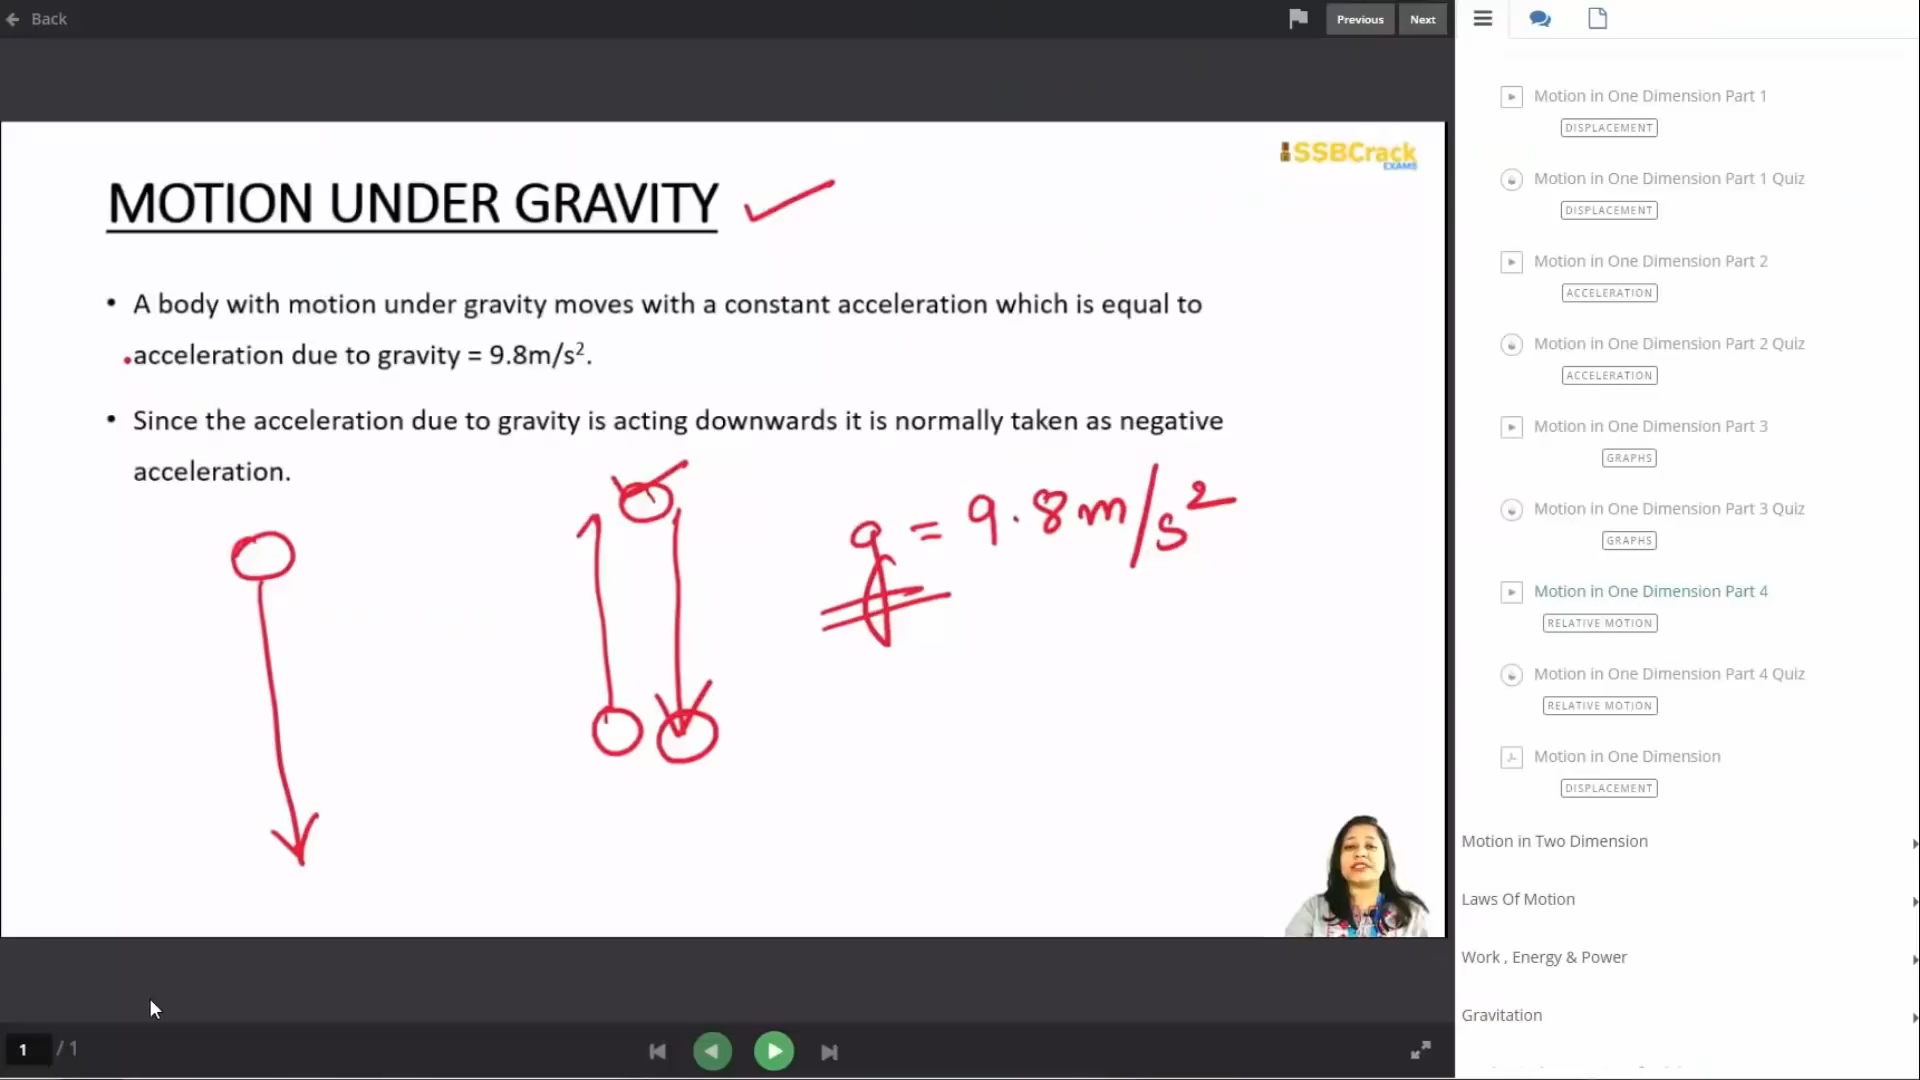 Back
Previous
Next
SSBCrack
EXAMS
MOTION UNDER GRAVITY
• A body with motion under gravity moves with a constant acceleration which is equal to
acceleration due to gravity = 9.8m/s².
• Since the acceleration due to gravity is acting downwards it is normally taken as negative
acceleration.
g = 9.8m/s²
1 / 1
Motion in One Dimension Part 1
DISPLACEMENT
Motion in One Dimension Part 1 Quiz
DISPLACEMENT
Motion in One Dimension Part 2
ACCELERATION
Motion in One Dimension Part 2 Quiz
ACCELERATION
Motion in One Dimension Part 3
GRAPHS
Motion in One Dimension Part 3 Quiz
GRAPHS
Motion in One Dimension Part 4
RELATIVE MOTION
Motion in One Dimension Part 4 Quiz
RELATIVE MOTION
Motion in One Dimension
DISPLACEMENT
Motion in Two Dimension
Laws Of Motion
Work , Energy & Power
Gravitation